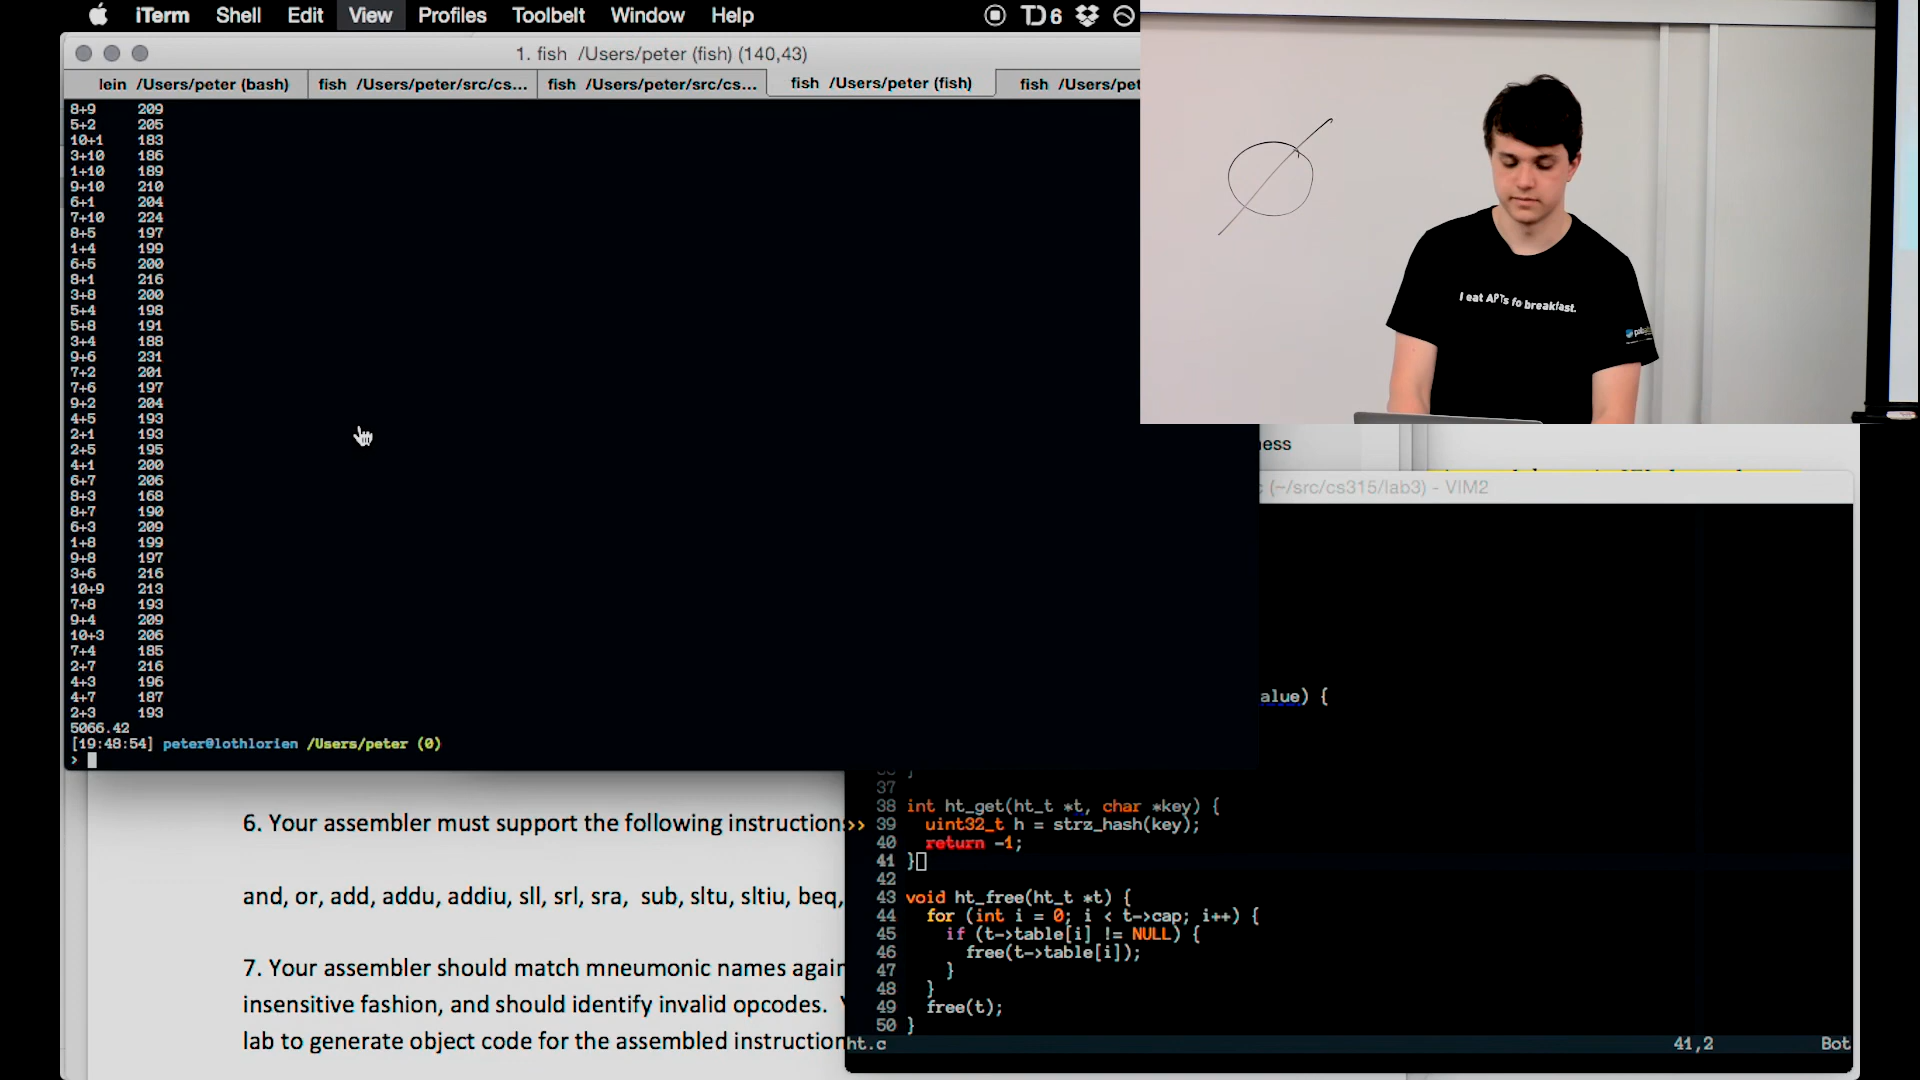 iTerm Shell Edit View Profiles Toolbelt Window Help 6
1. fish /Users/peter (fish) (140,43)
lein /Users/peter (bash) fish /Users/peter/src/cs... fish /Users/peter/src/cs... fish /Users/peter (fish) fish /Users/pet
8+9 209
5+2 205
10+1 183
3+10 186
1+10 189
9+10 210
6+1 204
7+10 224
8+5 197
1+4 199
6+5 200
8+1 216
3+8 200
5+4 198
5+8 191
3+4 188
9+6 231
7+2 201
7+6 197
9+2 204
4+5 193
2+1 193
2+5 195
4+1 200
6+7 206
8+3 168
8+7 190
6+3 209
1+8 199
9+8 197
3+6 216
10+9 213
7+8 193
9+4 209
10+3 206
7+4 185
2+7 216
4+3 196
4+7 187
2+3 193
5066.42
[19:48:54] peter@lothlorien /Users/peter (0)
>
I eat APTs fo breakfast.
ess
(~/src/cs315/lab3) - VIM2
alue) {
37
38 int ht_get(ht_t *t, char *key) {
>> 39 uint32_t h = strz_hash(key);
40 return -1;
41 }
42
43 void ht_free(ht_t *t) {
44 for (int i = 0; i < t->cap; i++) {
45 if (t->table[i] != NULL) {
46 free(t->table[i]);
47 }
48 }
49 free(t);
50 }
ht.c 41,2 Bot
6. Your assembler must support the following instruction
and, or, add, addu, addiu, sll, srl, sra, sub, sltu, sltiu, beq,
7. Your assembler should match mneumonic names again
insensitive fashion, and should identify invalid opcodes.
lab to generate object code for the assembled instruction